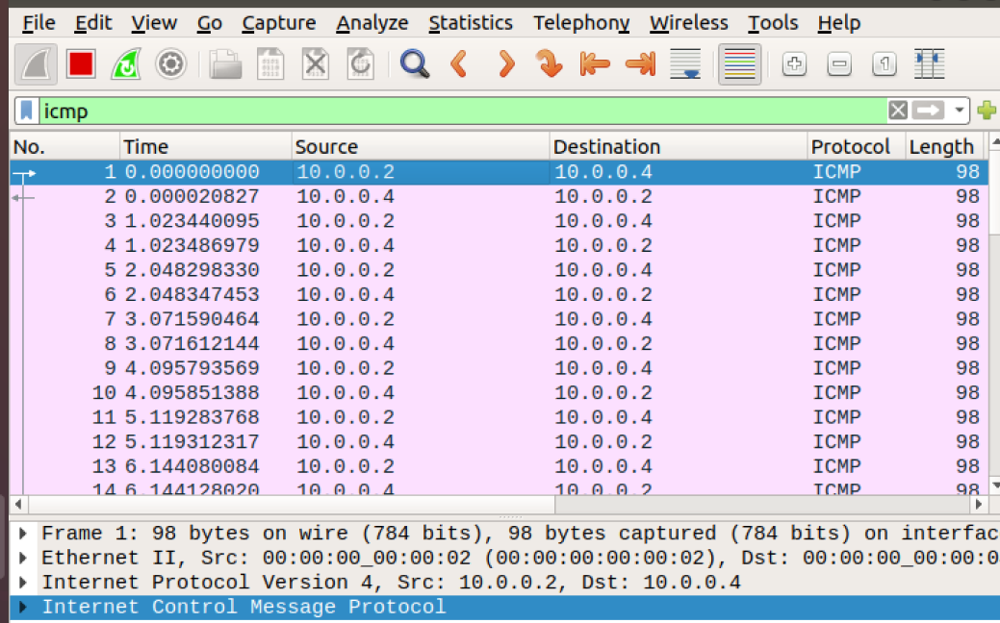 File Edit View Go Capture Analyze Statistics Telephony Wireless Tools Help
icmp
No. Time Source Destination Protocol Length
1 0.000000000 10.0.0.2 10.0.0.4 ICMP 98
2 0.000020827 10.0.0.4 10.0.0.2 ICMP 98
3 1.023440095 10.0.0.2 10.0.0.4 ICMP 98
4 1.023486979 10.0.0.4 10.0.0.2 ICMP 98
5 2.048298330 10.0.0.2 10.0.0.4 ICMP 98
6 2.048347453 10.0.0.4 10.0.0.2 ICMP 98
7 3.071590464 10.0.0.2 10.0.0.4 ICMP 98
8 3.071612144 10.0.0.4 10.0.0.2 ICMP 98
9 4.095793569 10.0.0.2 10.0.0.4 ICMP 98
10 4.095851388 10.0.0.4 10.0.0.2 ICMP 98
11 5.119283768 10.0.0.2 10.0.0.4 ICMP 98
12 5.119312317 10.0.0.4 10.0.0.2 ICMP 98
13 6.144080084 10.0.0.2 10.0.0.4 ICMP 98
14 6.144128020 10.0.0.4 10.0.0.2 ICMP 98
Frame 1: 98 bytes on wire (784 bits), 98 bytes captured (784 bits) on interfac
Ethernet II, Src: 00:00:00_00:00:02 (00:00:00:00:00:02), Dst: 00:00:00_00:00:0
Internet Protocol Version 4, Src: 10.0.0.2, Dst: 10.0.0.4
Internet Control Message Protocol